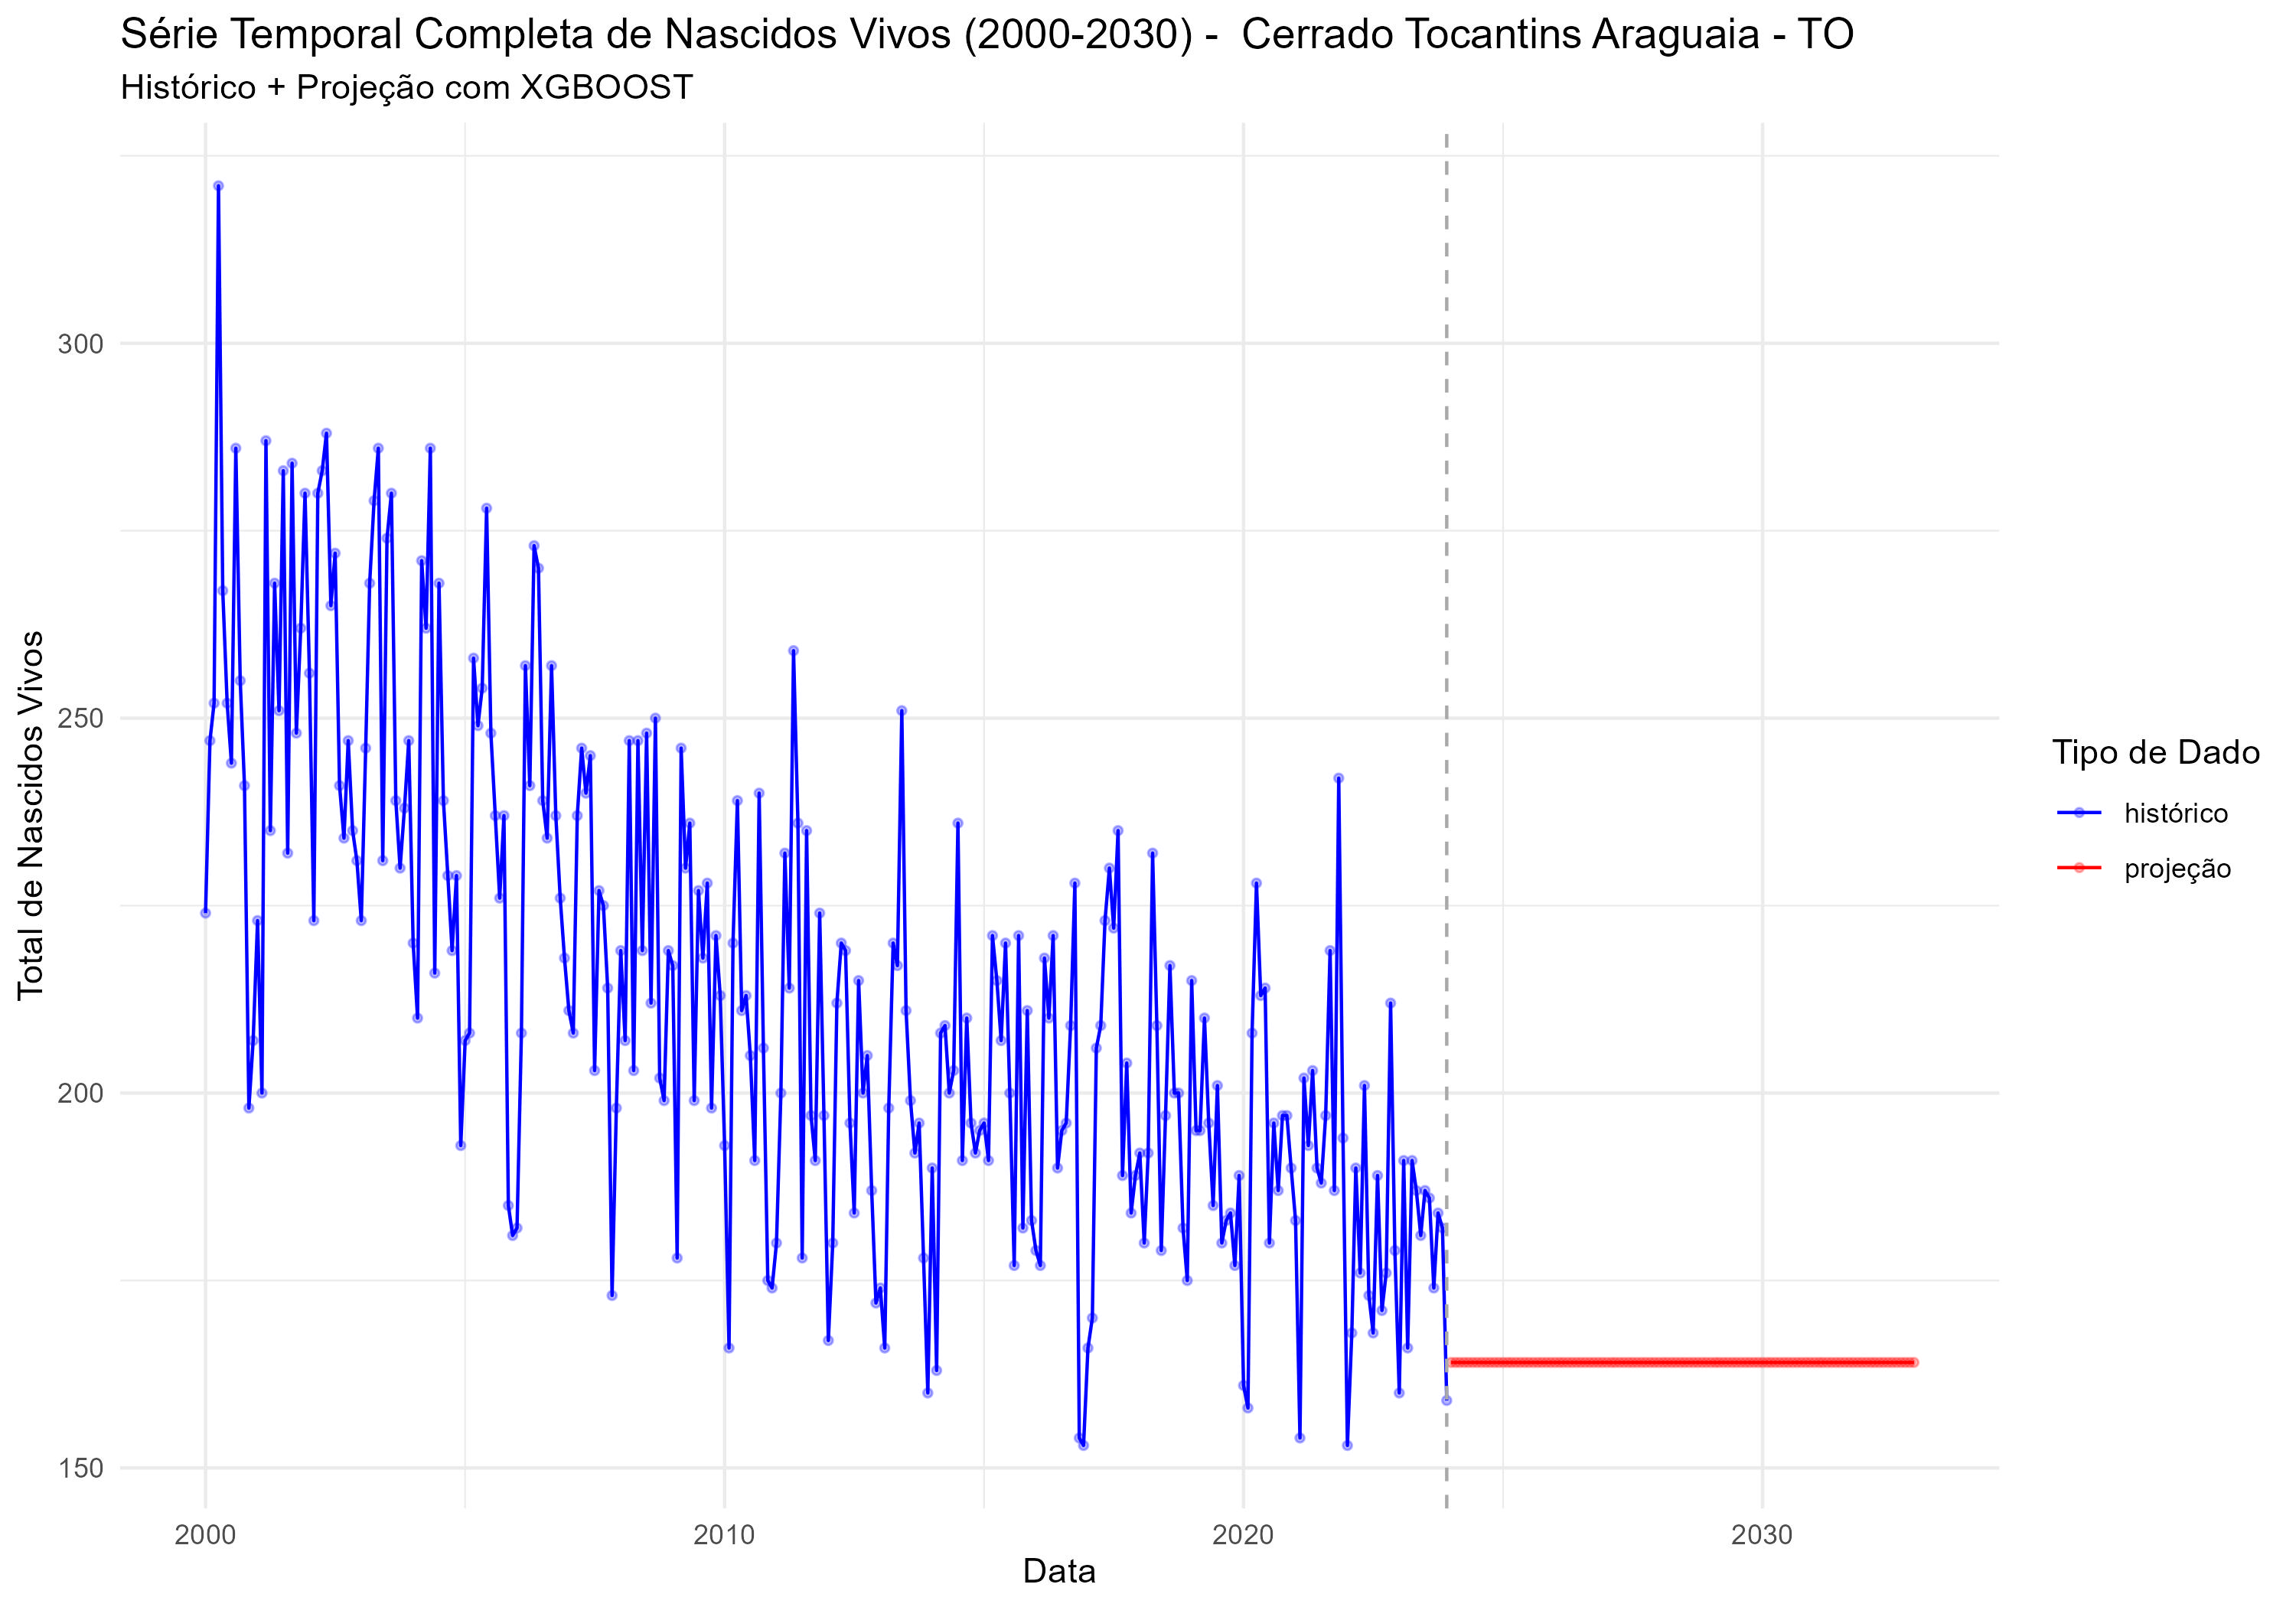 Série Temporal Completa de Nascidos Vivos (2000-2030) -  Cerrado Tocantins Araguaia - TO
Histórico + Projeção com XGBOOST
Total de Nascidos Vivos
300
250
200
150
2000
2010
2020
2030
Data
Tipo de Dado
histórico
projeção